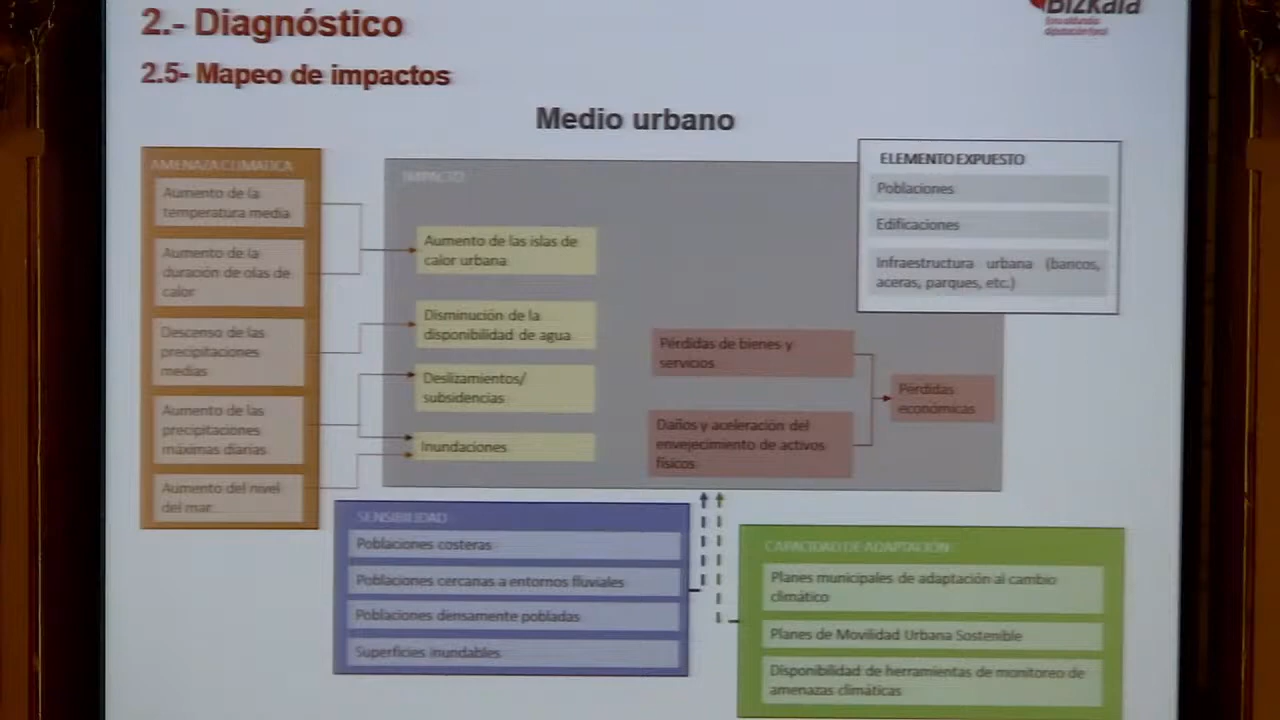 2.- Diagnóstico
Bizkaia
foru aldundia
diputación foral
2.5- Mapeo de impactos
Medio urbano
AMENAZA CLIMATICA
Aumento de la
temperatura media
Aumento de la
duración de olas de
calor
Descenso de las
precipitaciones
medias
Aumento de las
precipitaciones
máximas diarias
Aumento del nivel
del mar
IMPACTO
Aumento de las islas de
calor urbana
Disminución de la
disponibilidad de agua
Deslizamientos/
subsidencias
Inundaciones
Pérdidas de bienes y
servicios
Daños y aceleración del
envejecimiento de activos
físicos
Pérdidas
económicas
ELEMENTO EXPUESTO
Poblaciones
Edificaciones
Infraestructura urbana (bancos,
aceras, parques, etc.)
SENSIBILIDAD
Poblaciones costeras
Poblaciones cercanas a entornos fluviales
Poblaciones densamente pobladas
Superficies inundables
CAPACIDAD DE ADAPTACIÓN
Planes municipales de adaptación al cambio
climático
Planes de Movilidad Urbana Sostenible
Disponibilidad de herramientas de monitoreo de
amenazas climáticas